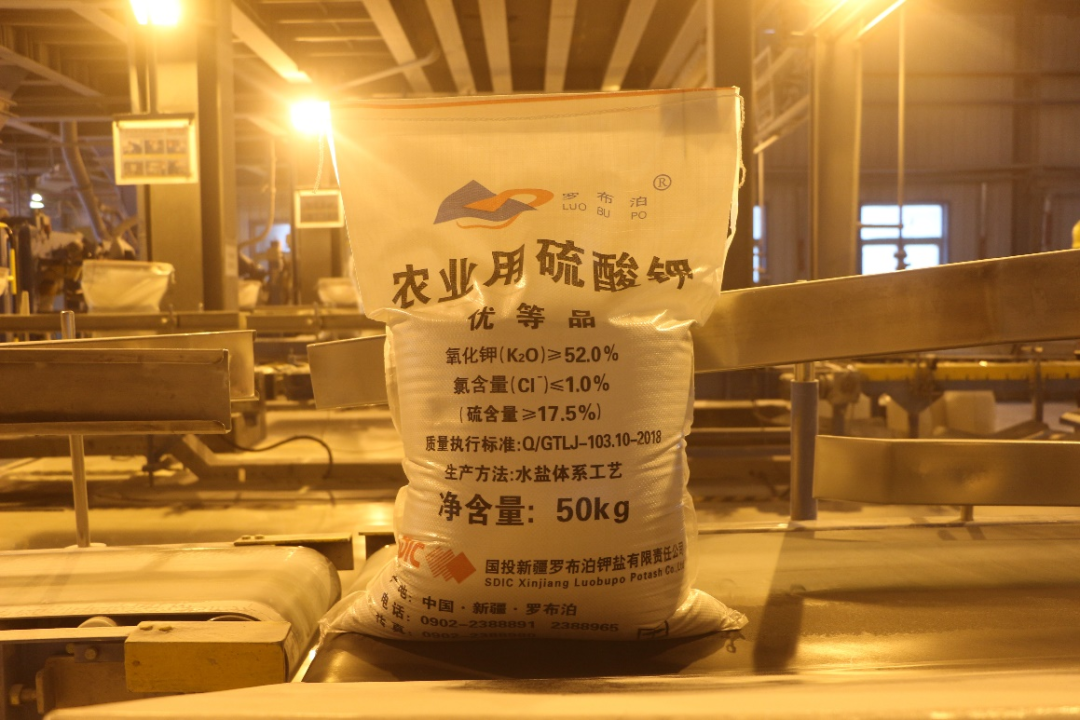 罗布泊 ®
LUO BU PO
农业用硫酸钾
优等品
氧化钾(K₂O)≥52.0%
氯含量(Cl⁻)≤1.0%
(硫含量≥17.5%)
质量执行标准:Q/GTLJ-103.10-2018
生产方法:水盐体系工艺
净含量: 50kg
SDIC
国投新疆罗布泊钾盐有限责任公司
SDIC Xinjiang Luobupo Potash Co.
中国·新疆·罗布泊
电话: 0902-2388891 2388965